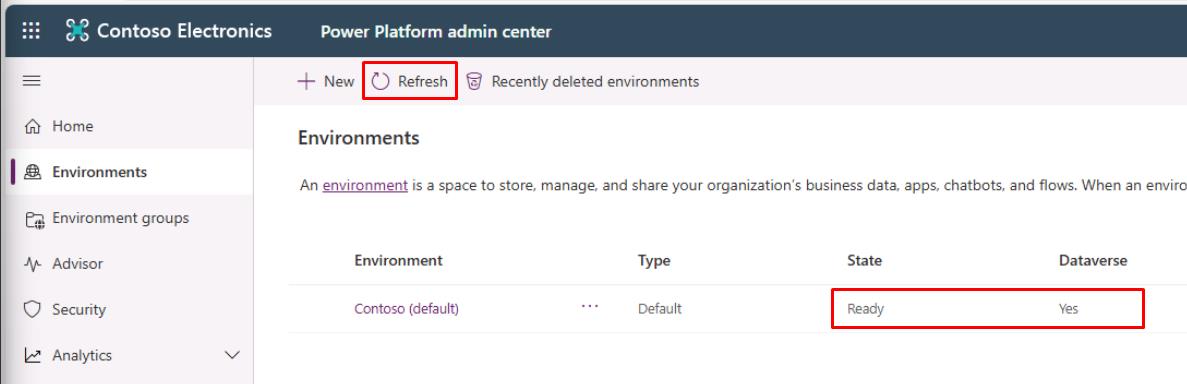 Contoso Electronics Power Platform admin center
New Refresh Recently deleted environments
Home
Environments
Environment groups
Advisor
Security
Analytics
Environments
An environment is a space to store, manage, and share your organization's business data, apps, chatbots, and flows. When an enviro
Environment Type State Dataverse
Contoso (default) ... Default Ready Yes